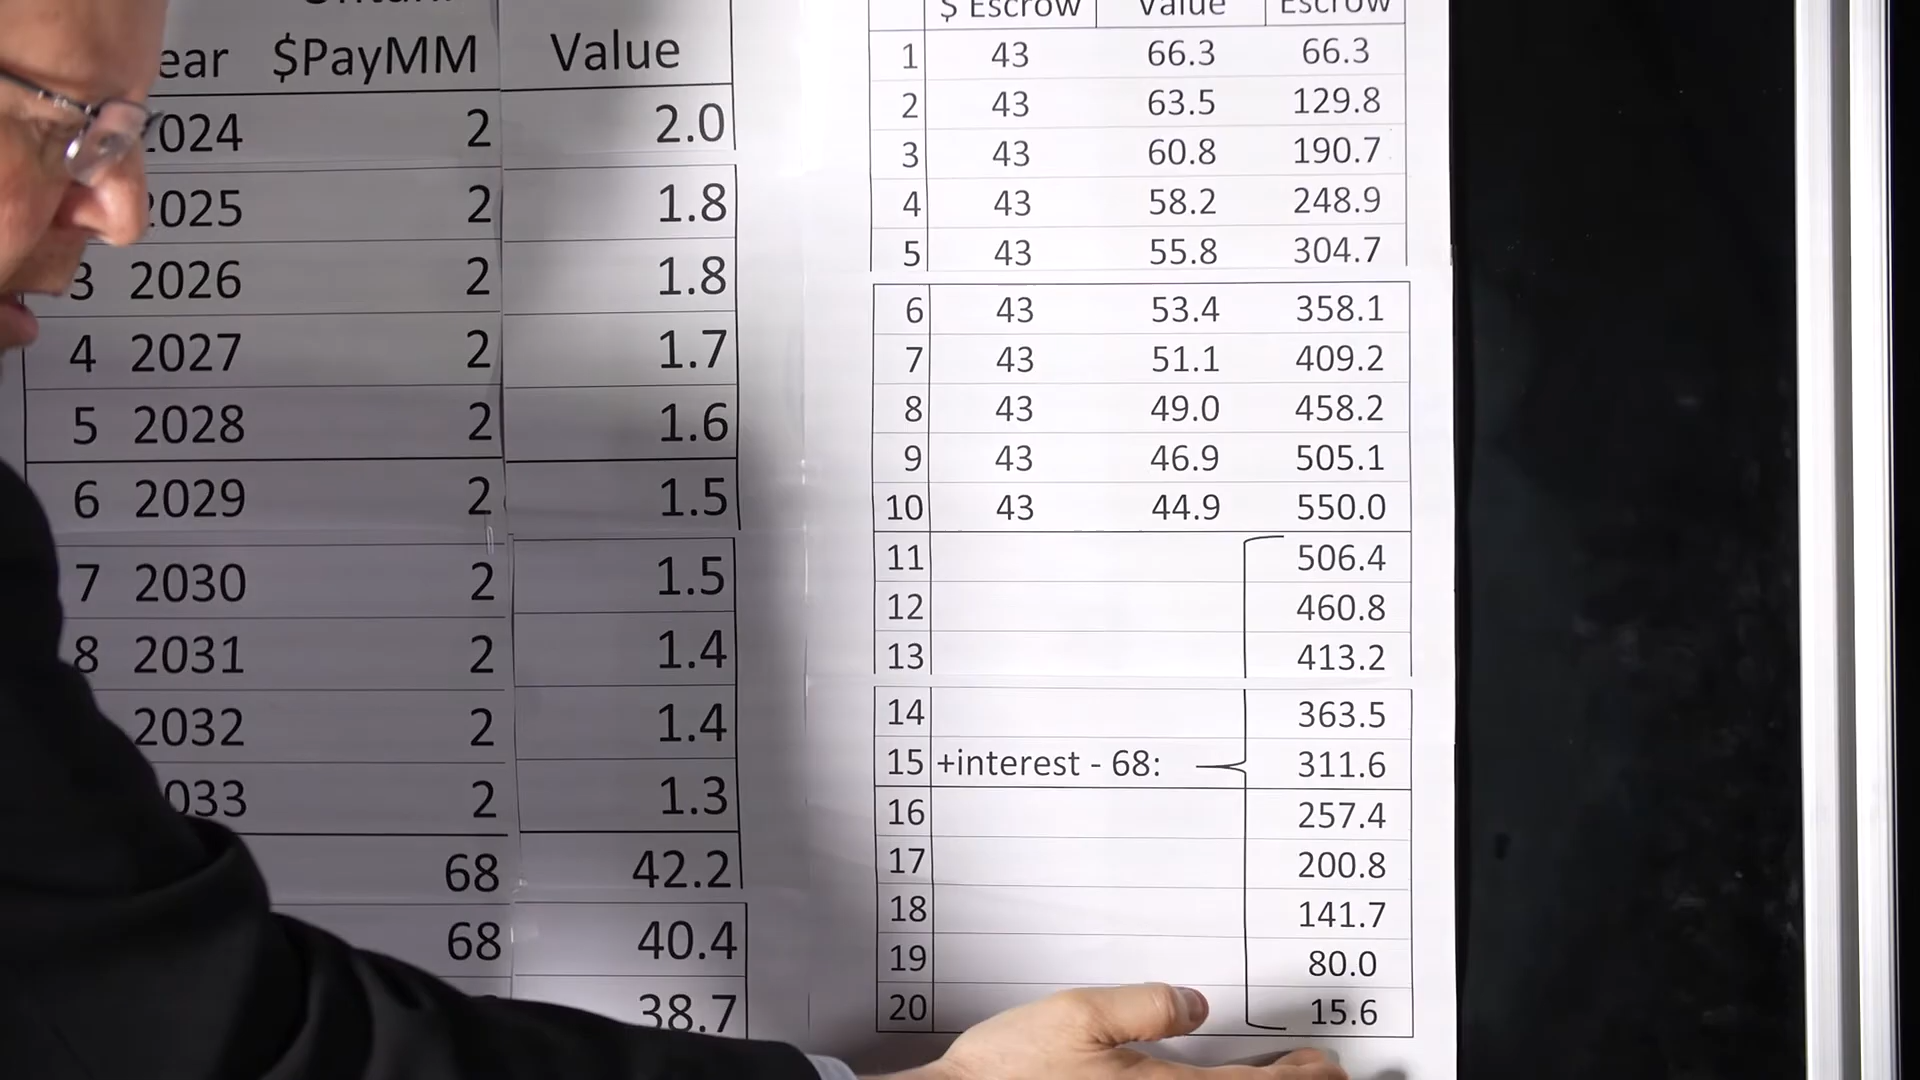 $ Escrow Value Escrow
ear $PayMM Value
2024 2 2.0
2025 2 1.8
3 2026 2 1.8
4 2027 2 1.7
5 2028 2 1.6
6 2029 2 1.5
7 2030 2 1.5
8 2031 2 1.4
2032 2 1.4
033 2 1.3
68 42.2
68 40.4
38.7
1 43 66.3 66.3
2 43 63.5 129.8
3 43 60.8 190.7
4 43 58.2 248.9
5 43 55.8 304.7
6 43 53.4 358.1
7 43 51.1 409.2
8 43 49.0 458.2
9 43 46.9 505.1
10 43 44.9 550.0
11 506.4
12 460.8
13 413.2
14 363.5
15 +interest - 68: 311.6
16 257.4
17 200.8
18 141.7
19 80.0
20 15.6